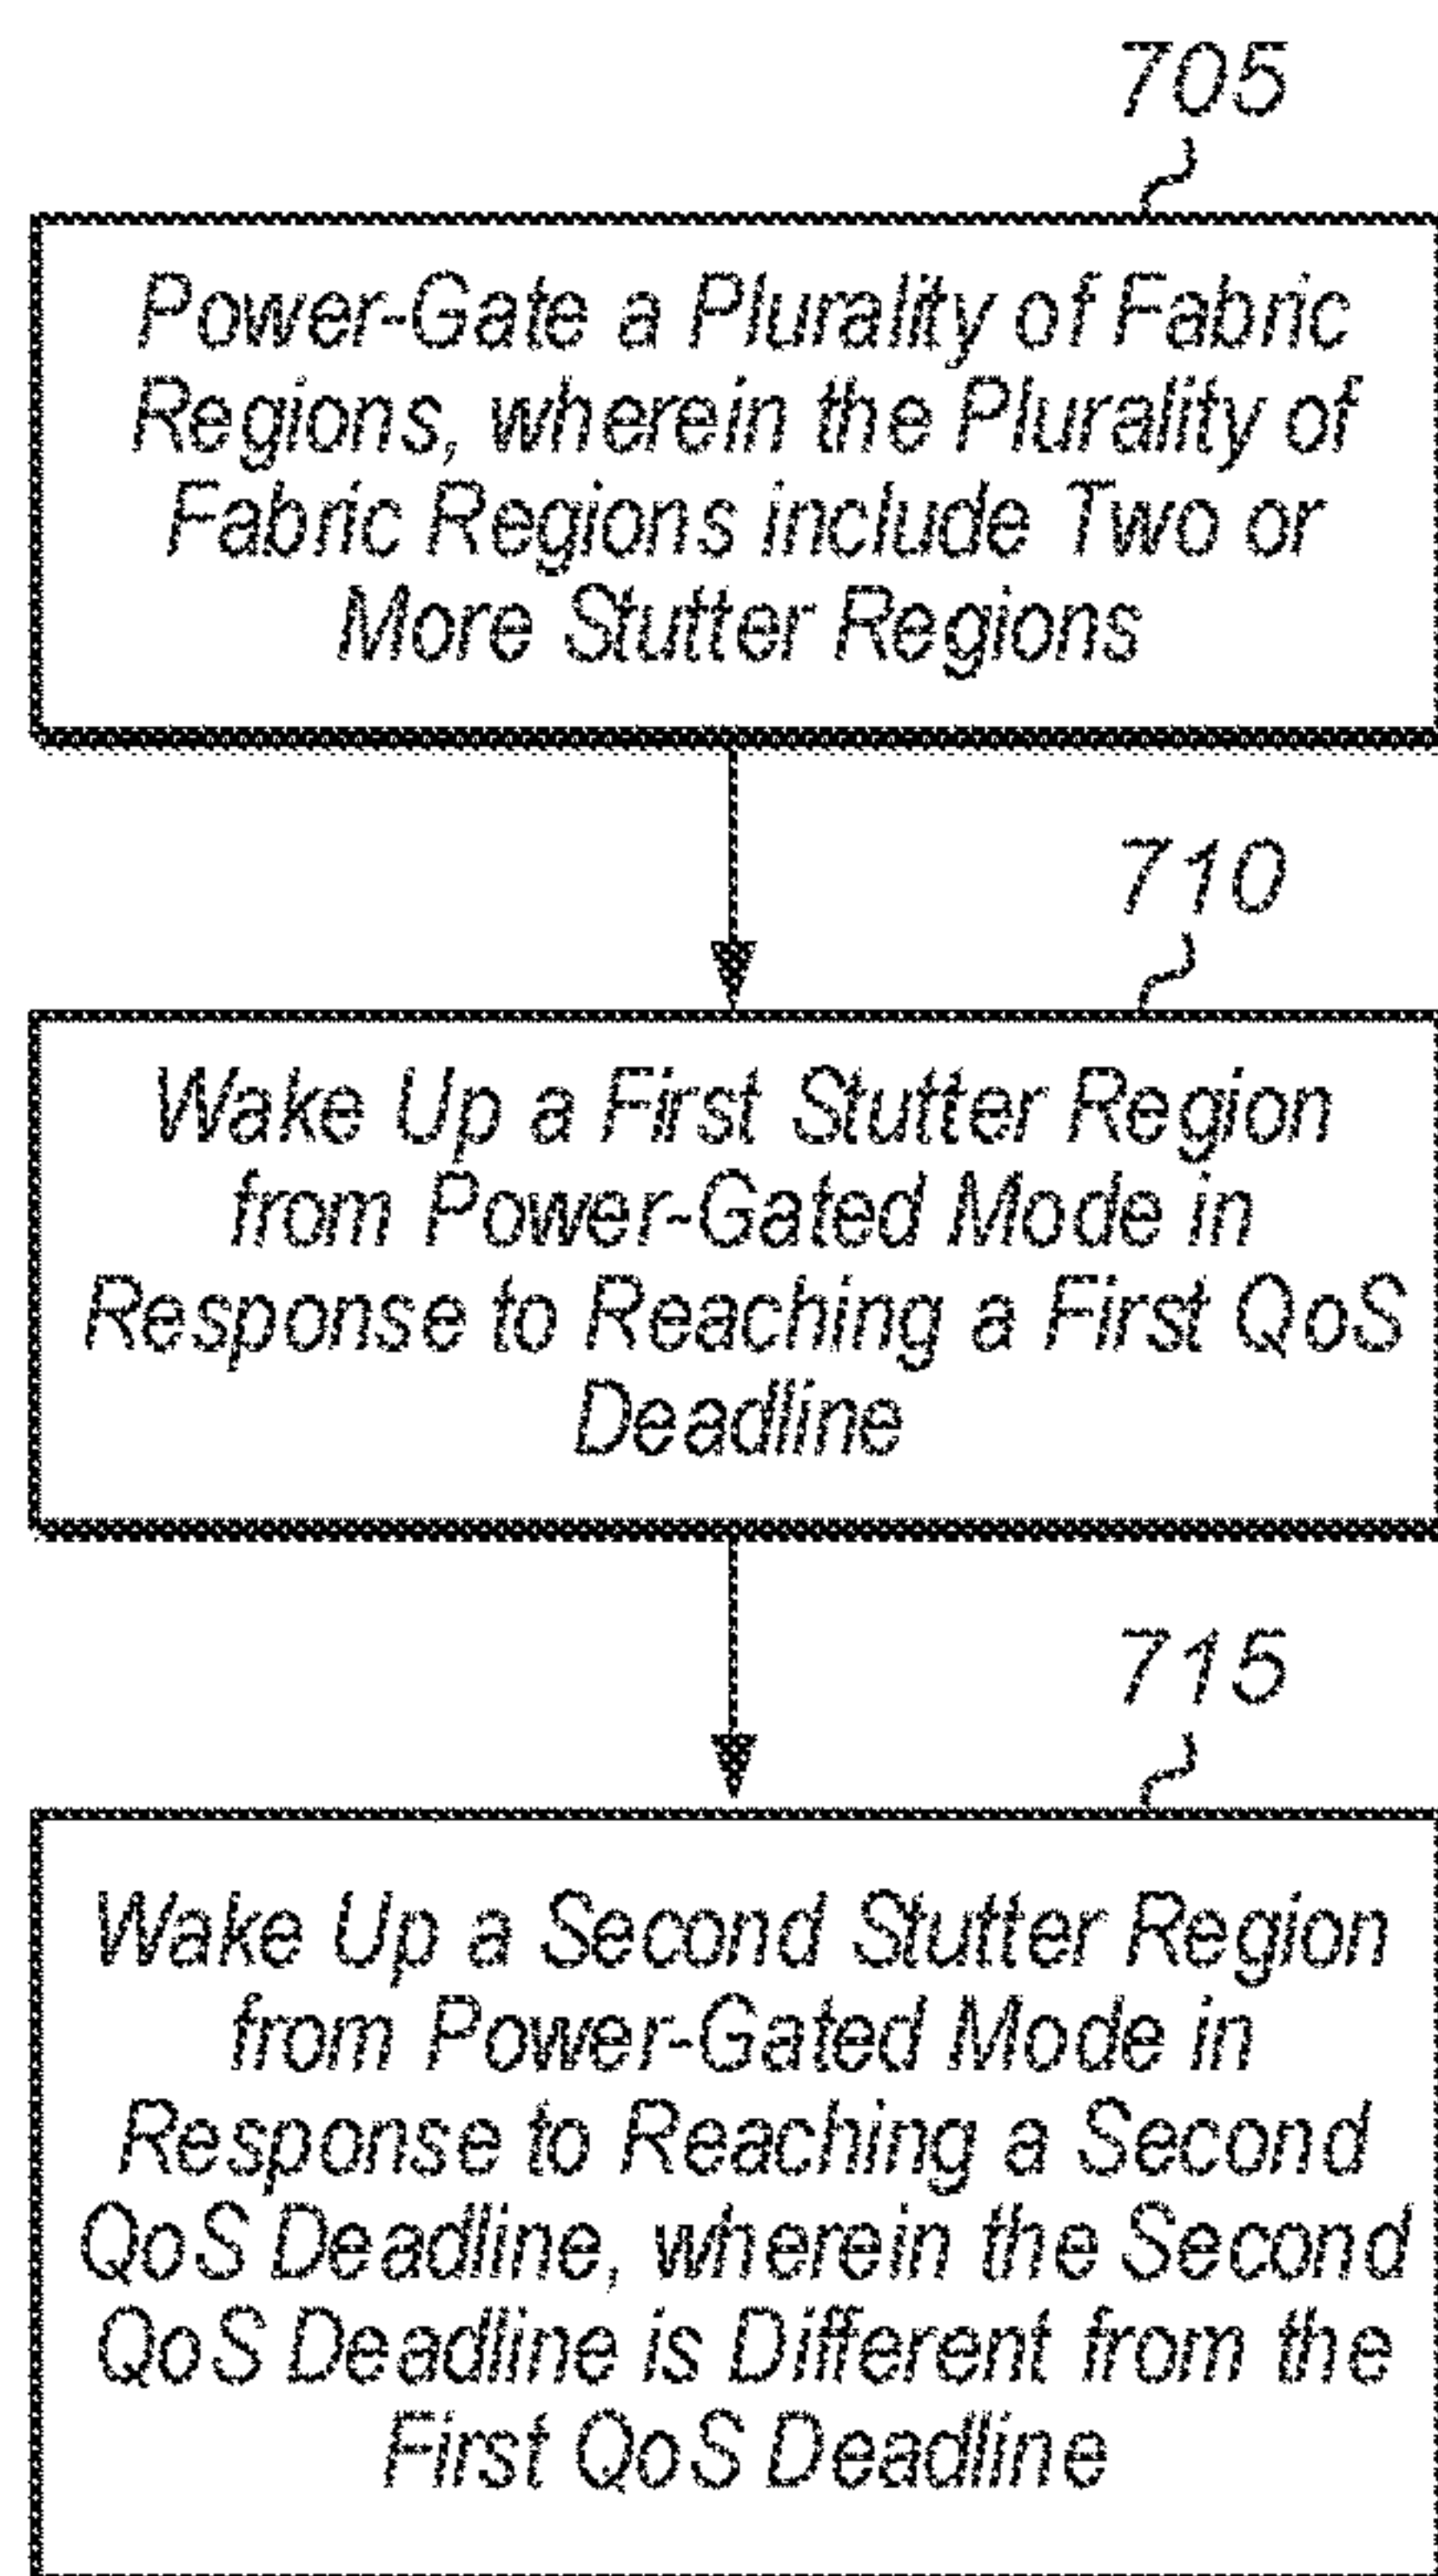 705
Power-Gate a Plurality of Fabric
Regions, wherein the Plurality of
Fabric Regions include Two or
More Stutter Regions
710
Wake Up a First Stutter Region
from Power-Gated Mode in
Response to Reaching a First QoS
Deadline
715
Wake Up a Second Stutter Region
from Power-Gated Mode in
Response to Reaching a Second
QoS Deadline, wherein the Second
QoS Deadline is Different from the
First QoS Deadline